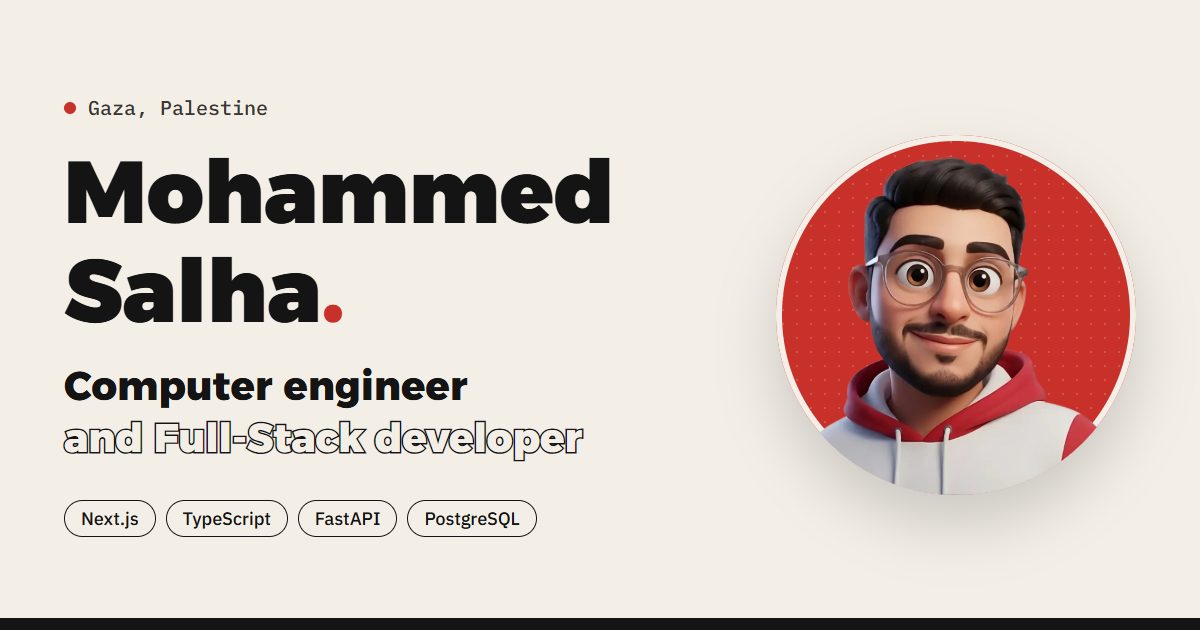 Gaza, Palestine
Mohammed
Salha.
Computer engineer
and Full-Stack developer
Next.js
TypeScript
FastAPI
PostgreSQL